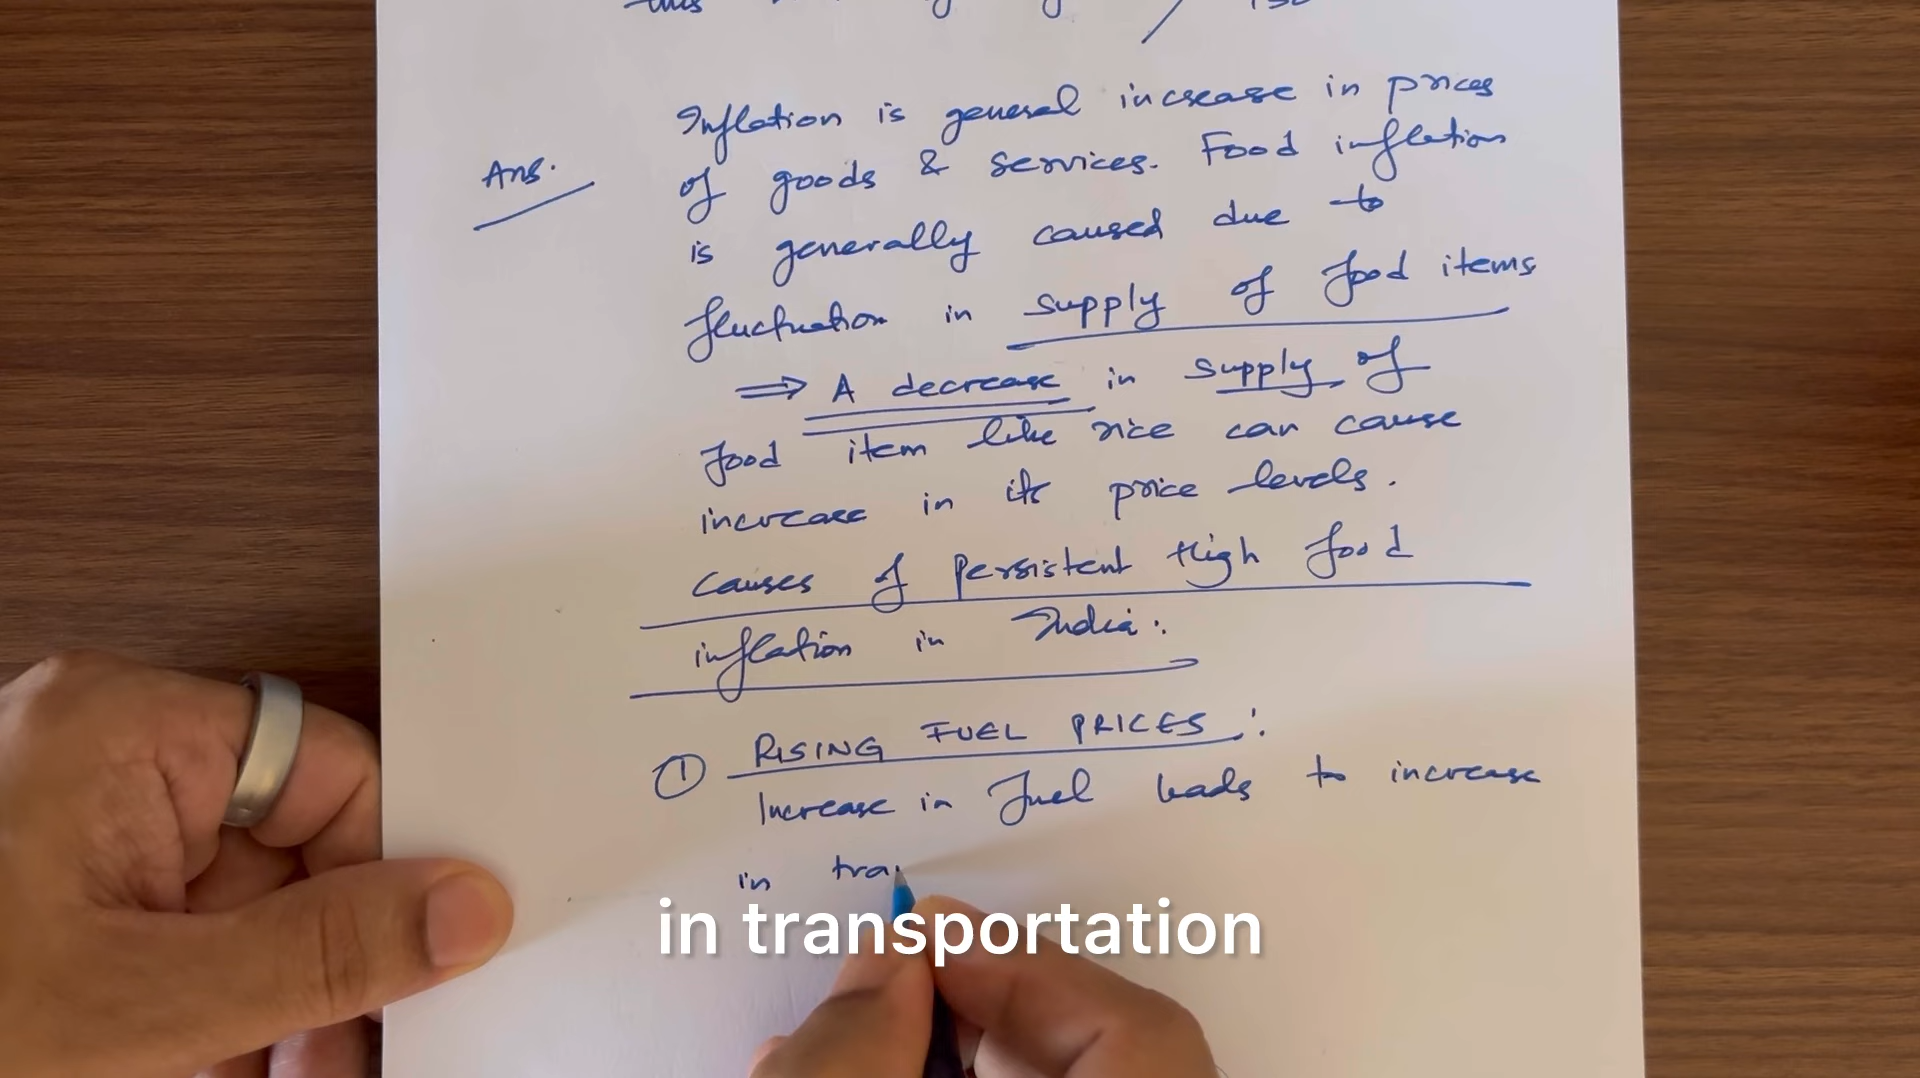 this
150
Inflation is general increase in prices
Ans.
of goods & services. Food inflation
is generally caused due to
fluctuation in supply of food items
⇒ A decrease in supply of
food item like rice can cause
increase in its price levels.
causes of Persistent High food
inflation in India:
① RISING FUEL PRICES :
Increase in Fuel leads to increase
in tran
in transportation